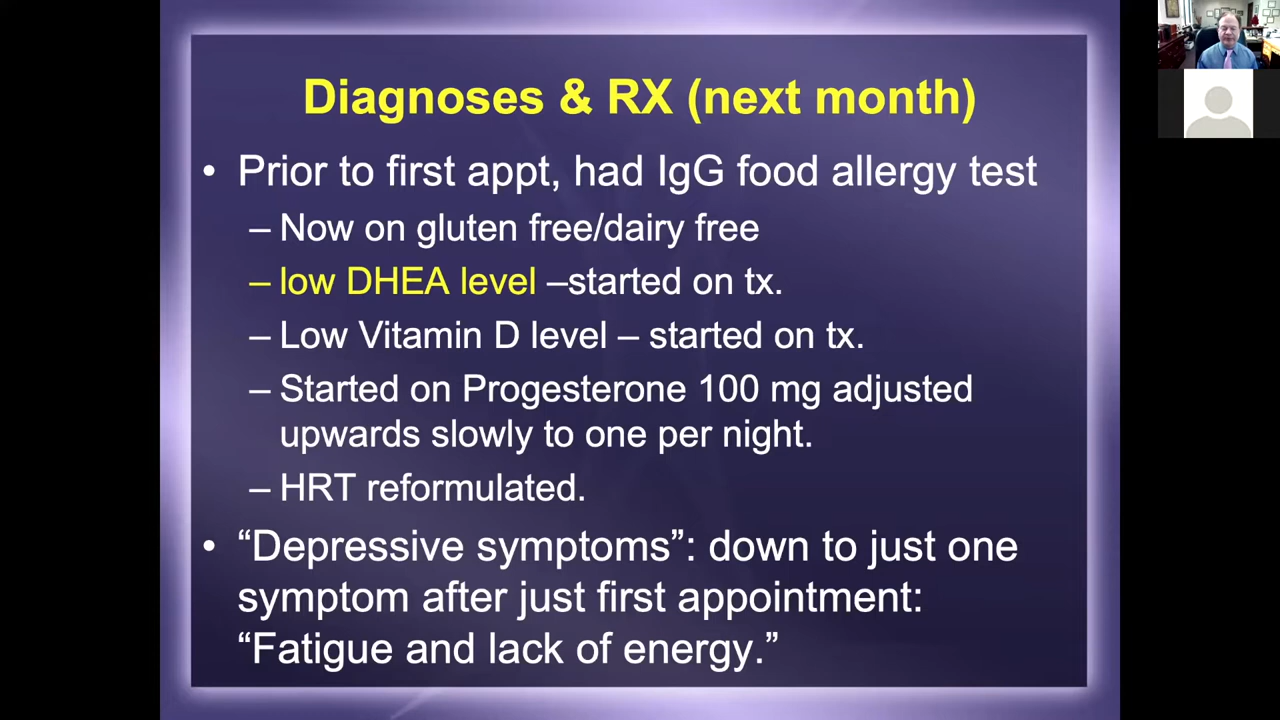 Diagnoses & RX (next month)
• Prior to first appt, had IgG food allergy test
– Now on gluten free/dairy free
– low DHEA level –started on tx.
– Low Vitamin D level – started on tx.
– Started on Progesterone 100 mg adjusted
upwards slowly to one per night.
– HRT reformulated.
• “Depressive symptoms”: down to just one
symptom after just first appointment:
“Fatigue and lack of energy.”